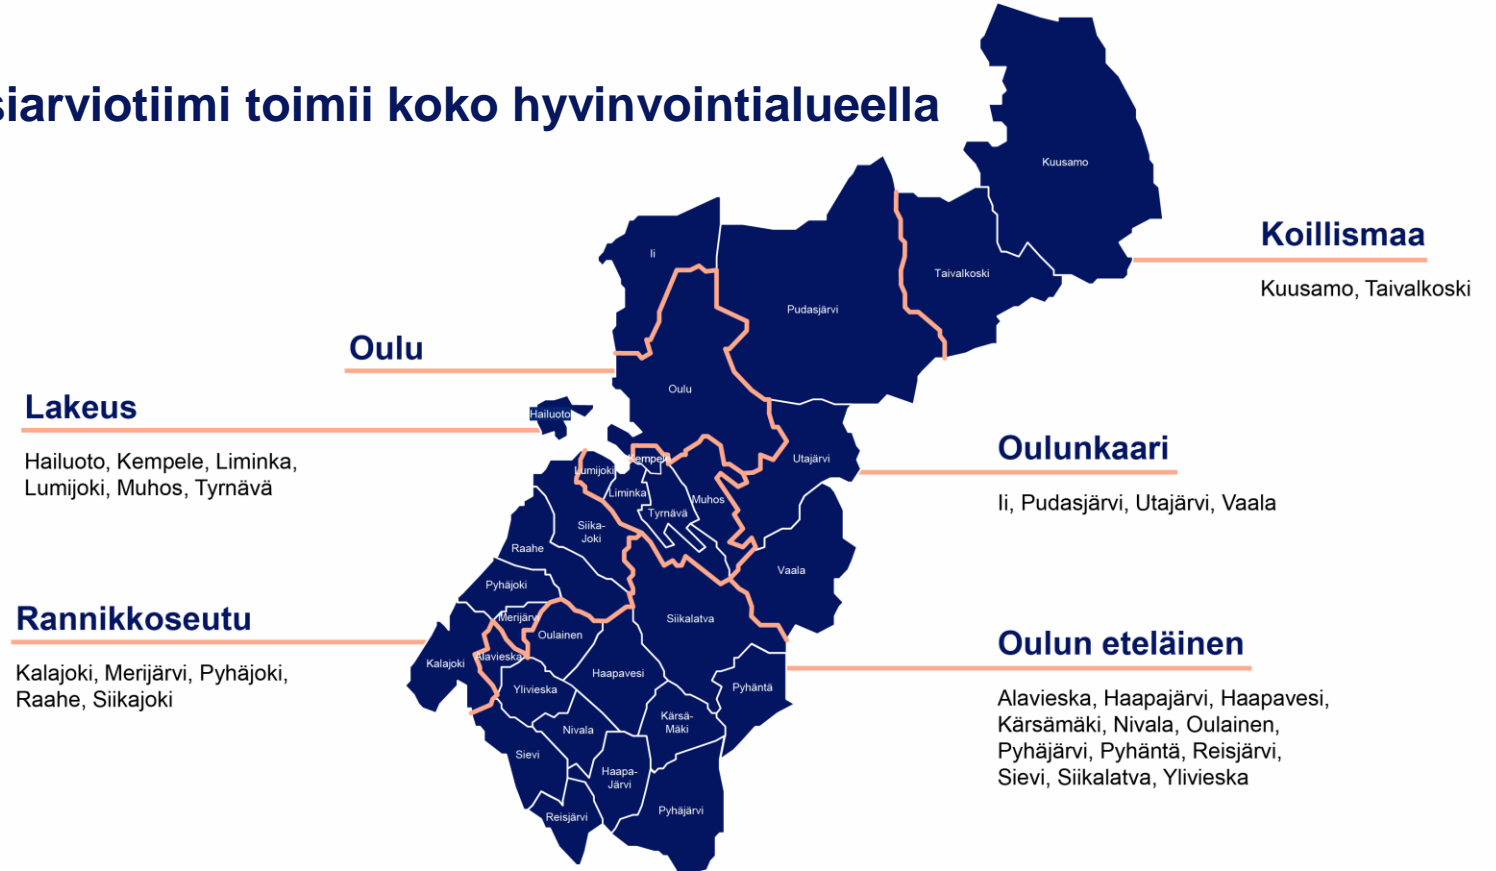 siarviotiimi toimii koko hyvinvointialueella
Koillismaa
Kuusamo, Taivalkoski
Oulu
Lakeus
Hailuoto, Kempele, Liminka,
Lumijoki, Muhos, Tyrnävä
Oulunkaari
Ii, Pudasjärvi, Utajärvi, Vaala
Rannikkoseutu
Kalajoki, Merijärvi, Pyhäjoki,
Raahe, Siikajoki
Oulun eteläinen
Alavieska, Haapajärvi, Haapavesi,
Kärsämäki, Nivala, Oulainen,
Pyhäjärvi, Pyhäntä, Reisjärvi,
Sievi, Siikalatva, Ylivieska
Kuusamo
Ii
Taivalkoski
Pudasjärvi
Oulu
Hailuoto
Kempele
Utajärvi
Lumijoki
Liminka
Muhos
Tyrnävä
Siika-
Joki
Raahe
Vaala
Pyhäjoki
Merijärvi
Siikalatva
Oulainen
Alavieska
Kalajoki
Haapavesi
Ylivieska
Pyhäntä
Kärsä-
Mäki
Nivala
Sievi
Haapa-
Järvi
Pyhäjärvi
Reisjärvi